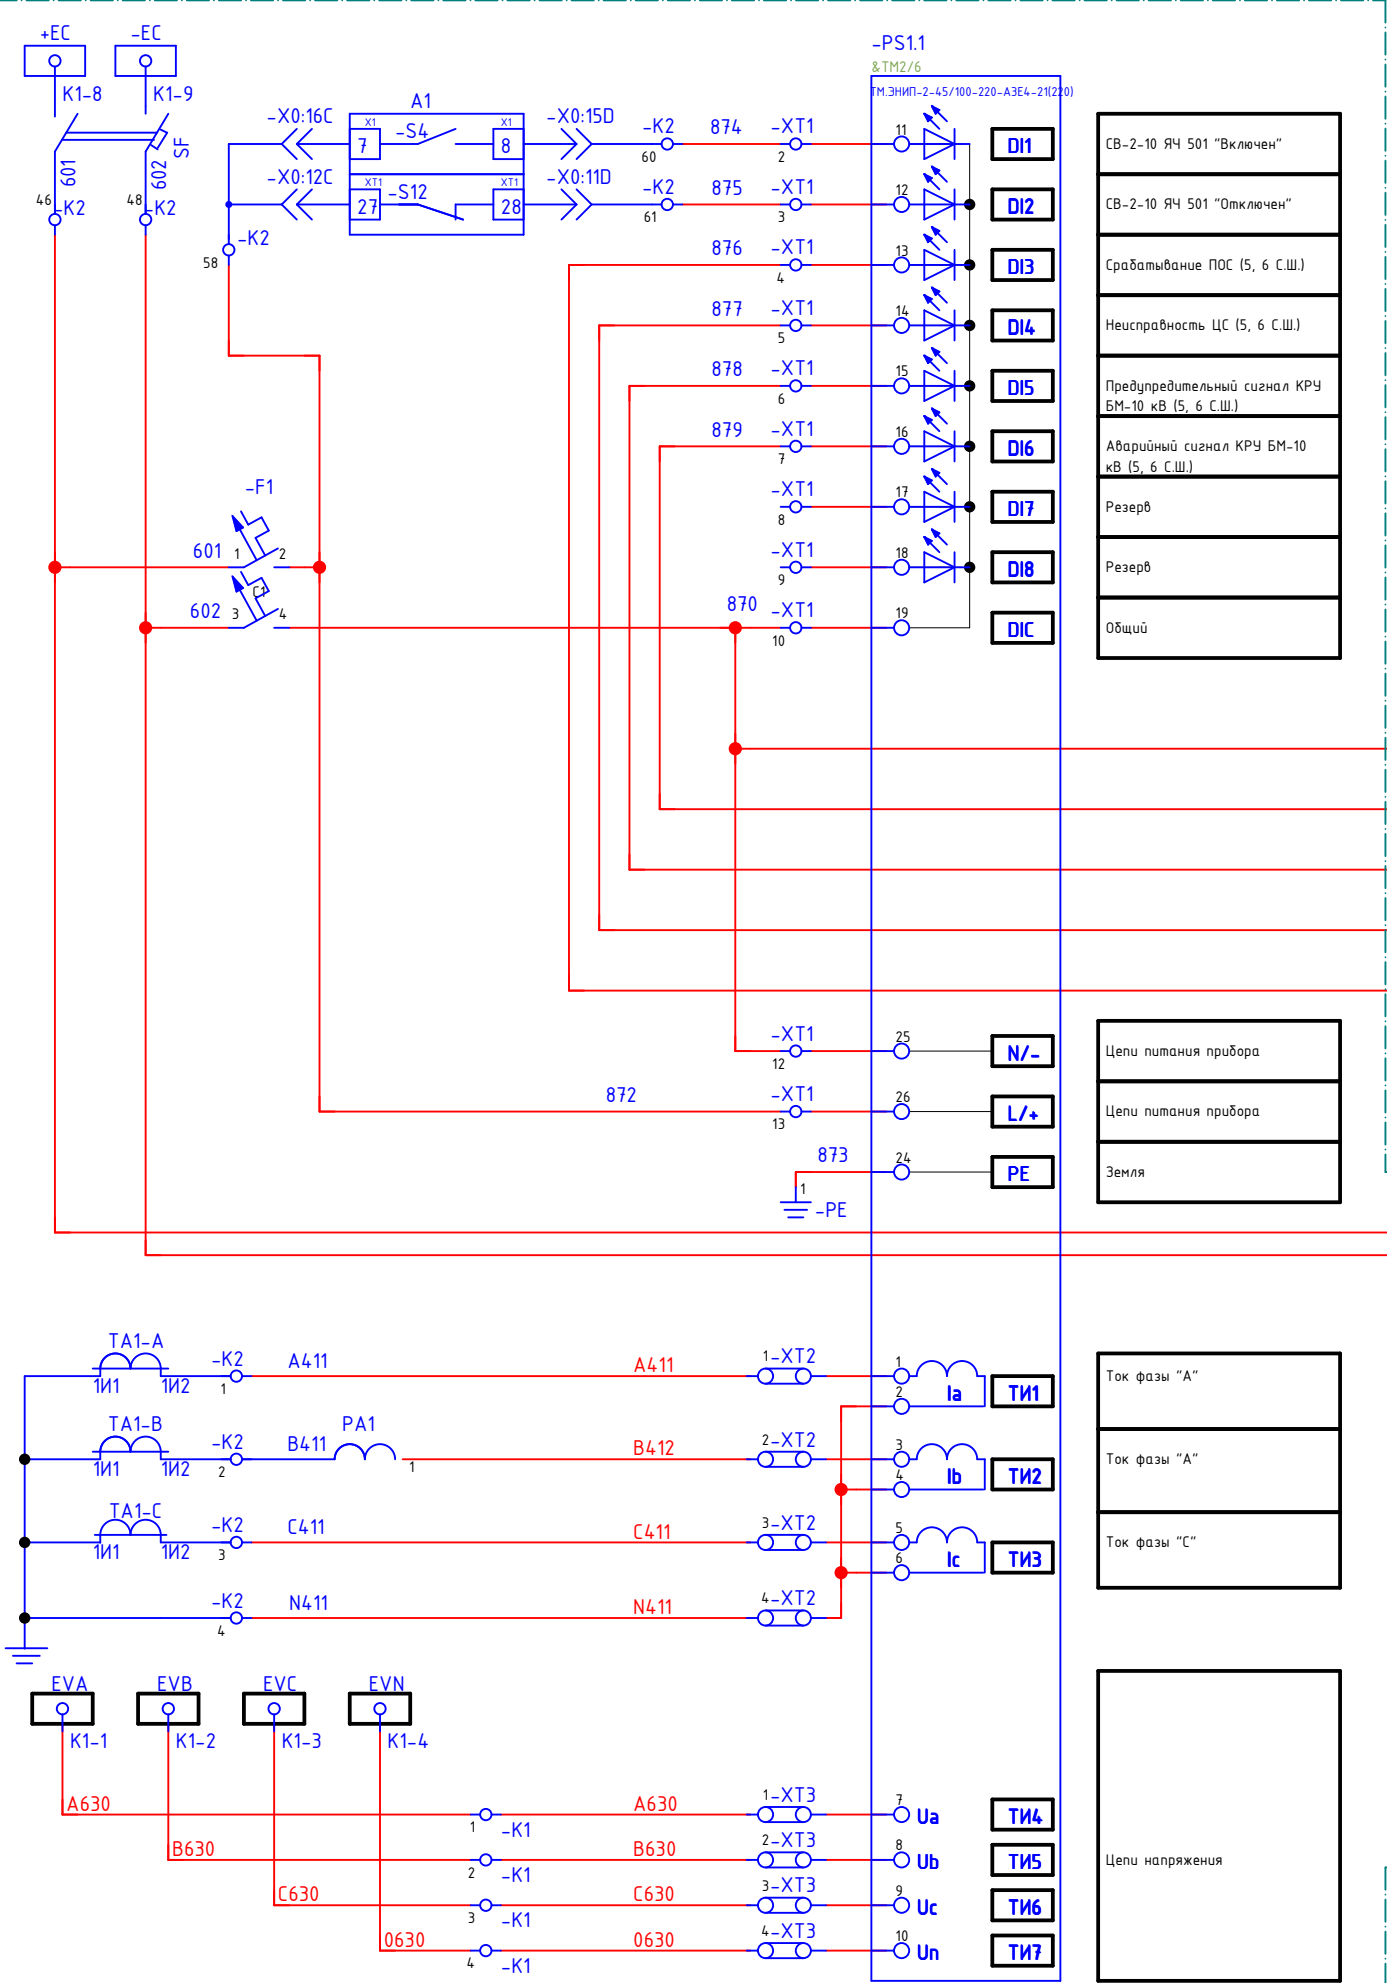 +EC
-EC
K1-8
K1-9
601
602
SF
46
-K2
48
-K2
A1
-X0:16C
X1
7
-S4
X1
8
-X0:15D
-K2
60
874
-XT1
2
-X0:12C
XT1
27
-S12
XT1
28
-X0:11D
-K2
61
875
-XT1
3
-K2
58
876
-XT1
4
877
-XT1
5
878
-XT1
6
879
-XT1
7
-XT1
8
-XT1
9
870
-XT1
10
-F1
601
1
2
C1
602
3
4
-PS1.1
&TM2/6
ТМ.ЭНИП-2-45/100-220-А3Е4-21(220)
11
DI1
СВ-2-10 ЯЧ 501 "Включен"
12
DI2
СВ-2-10 ЯЧ 501 "Отключен"
13
DI3
Срабатывание ПОС (5, 6 С.Ш.)
14
DI4
Неисправность ЦС (5, 6 С.Ш.)
15
DI5
Предупредительный сигнал КРУ
БМ-10 кВ (5, 6 С.Ш.)
16
DI6
Аварийный сигнал КРУ БМ-10
кВ (5, 6 С.Ш.)
17
DI7
Резерв
18
DI8
Резерв
19
DIC
Общий
-XT1
12
25
N/-
Цепи питания прибора
872
-XT1
13
26
L/+
Цепи питания прибора
873
1
-PE
24
PE
Земля
TA1-A
1И1
1И2
-K2
1
A411
A411
1-XT2
1
2
Ia
ТИ1
Ток фазы "А"
TA1-B
1И1
1И2
-K2
2
B411
PA1
1
B412
2-XT2
3
4
Ib
ТИ2
Ток фазы "А"
TA1-C
1И1
1И2
-K2
3
C411
C411
3-XT2
5
6
Ic
ТИ3
Ток фазы "С"
-K2
4
N411
N411
4-XT2
EVA
EVB
EVC
EVN
K1-1
K1-2
K1-3
K1-4
A630
1
-K1
A630
1-XT3
7
Ua
ТИ4
B630
2
-K1
B630
2-XT3
8
Ub
ТИ5
Цепи напряжения
C630
3
-K1
C630
3-XT3
9
Uc
ТИ6
0630
4
-K1
0630
4-XT3
10
Un
ТИ7